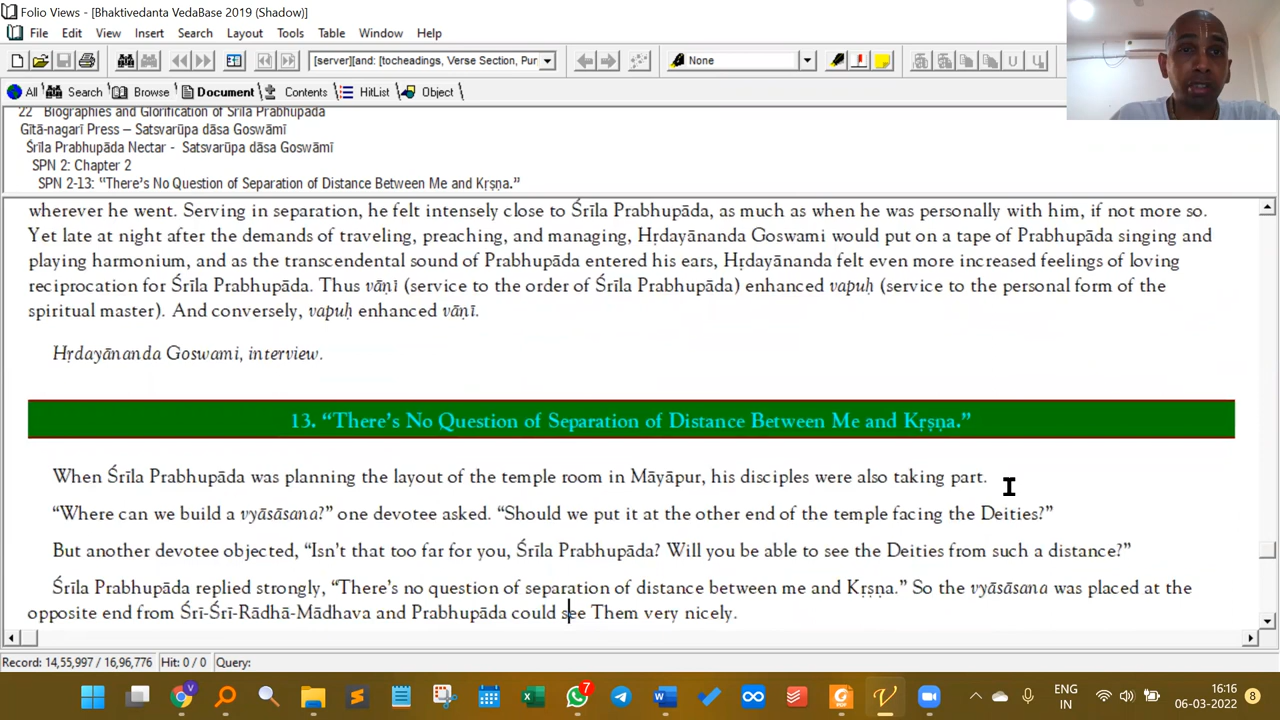 Folio Views - [Bhaktivedanta VedaBase 2019 (Shadow)]
File Edit View Insert Search Layout Tools Table Window Help
[server][and: [tocheadings, Verse Section, Pur None
All Search Browse Document Contents HitList Object
22 Biographies and Glorification of Śrīla Prabhupāda
Gītā-nagarī Press – Satsvarūpa dāsa Goswāmī
Śrīla Prabhupāda Nectar - Satsvarūpa dāsa Goswāmī
SPN 2: Chapter 2
SPN 2-13: “There’s No Question of Separation of Distance Between Me and Kṛṣṇa.”
wherever he went. Serving in separation, he felt intensely close to Śrīla Prabhupāda, as much as when he was personally with him, if not more so.
Yet late at night after the demands of traveling, preaching, and managing, Hṛdayānanda Goswami would put on a tape of Prabhupāda singing and
playing harmonium, and as the transcendental sound of Prabhupāda entered his ears, Hṛdayānanda felt even more increased feelings of loving
reciprocation for Śrīla Prabhupāda. Thus vāṇī (service to the order of Śrīla Prabhupāda) enhanced vapuḥ (service to the personal form of the
spiritual master). And conversely, vapuḥ enhanced vāṇī.
Hṛdayānanda Goswami, interview.
13. “There’s No Question of Separation of Distance Between Me and Kṛṣṇa.”
When Śrīla Prabhupāda was planning the layout of the temple room in Māyāpur, his disciples were also taking part.
“Where can we build a vyāsāsana?” one devotee asked. “Should we put it at the other end of the temple facing the Deities?”
But another devotee objected, “Isn’t that too far for you, Śrīla Prabhupāda? Will you be able to see the Deities from such a distance?”
Śrīla Prabhupāda replied strongly, “There’s no question of separation of distance between me and Kṛṣṇa.” So the vyāsāsana was placed at the
opposite end from Śrī-Śrī-Rādhā-Mādhava and Prabhupāda could see Them very nicely.
Record: 14,55,997 / 16,96,776 Hit: 0 / 0 Query:
7
ENG
IN
16:16
06-03-2022
8